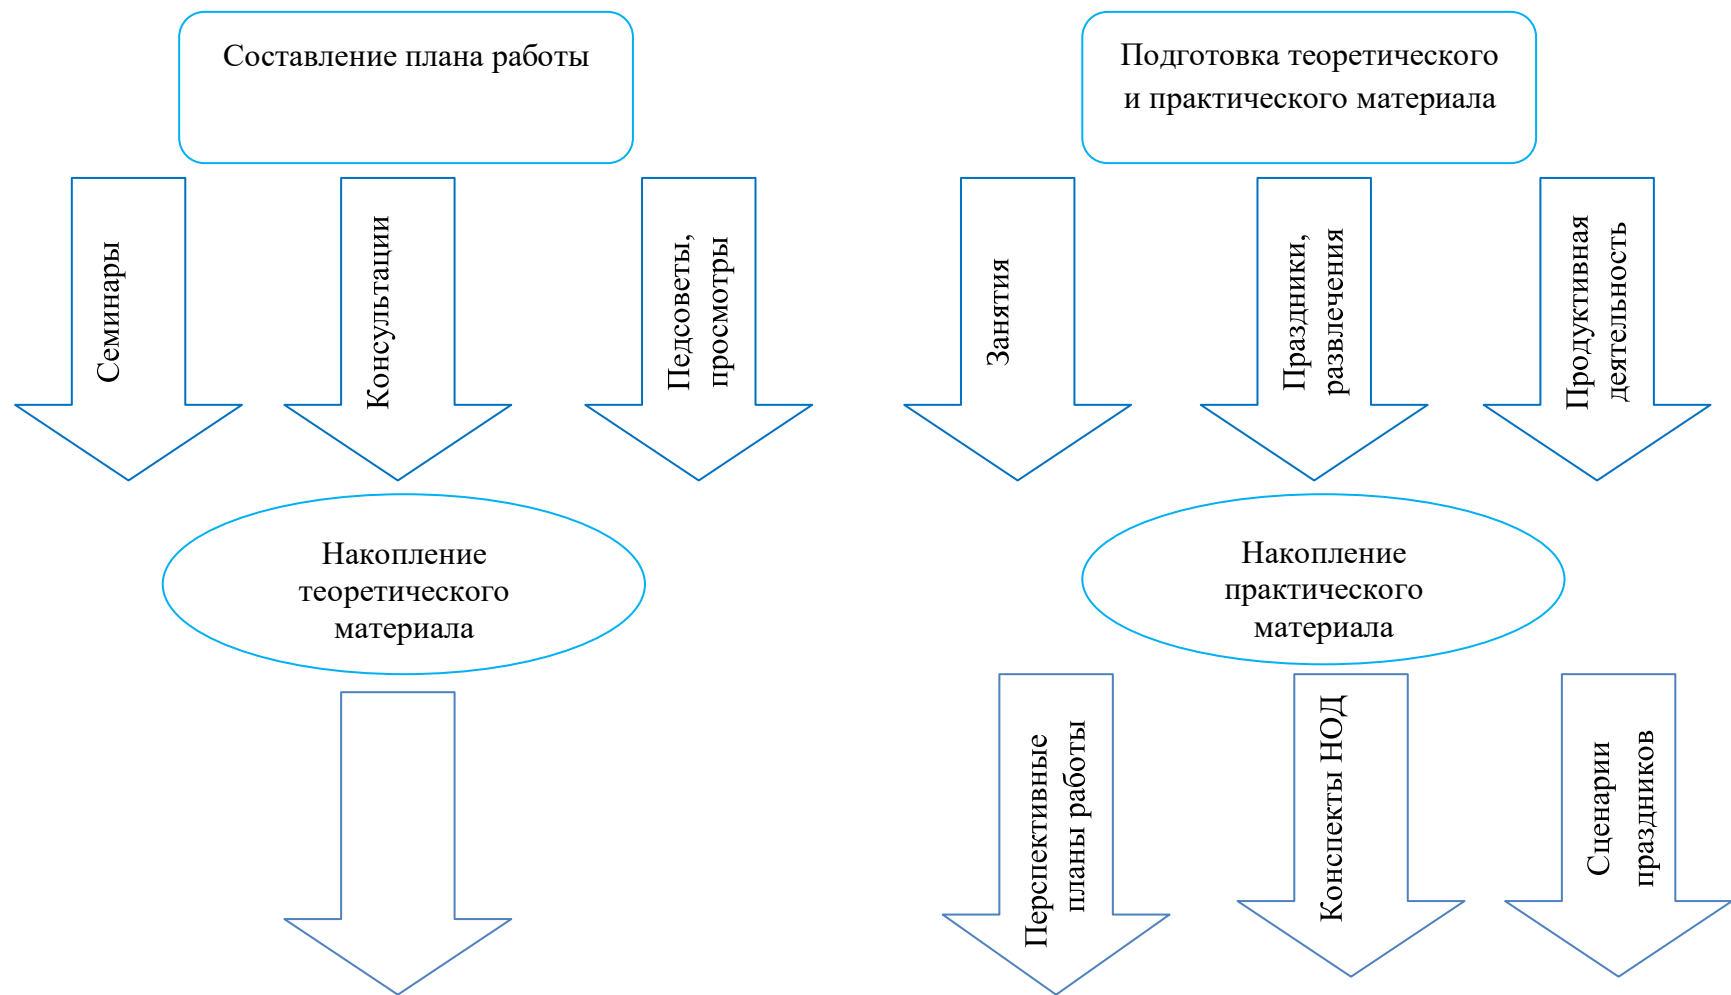 Составление плана работы
Подготовка теоретического
и практического материала
Семинары
Консультации
Педсоветы,
просмотры
Занятия
Праздники,
развлечения
Продуктивная
деятельность
Накопление
теоретического
материала
Накопление
практического
материала
Перспективные
планы работы
Конспекты НОД
Сценарии
праздников